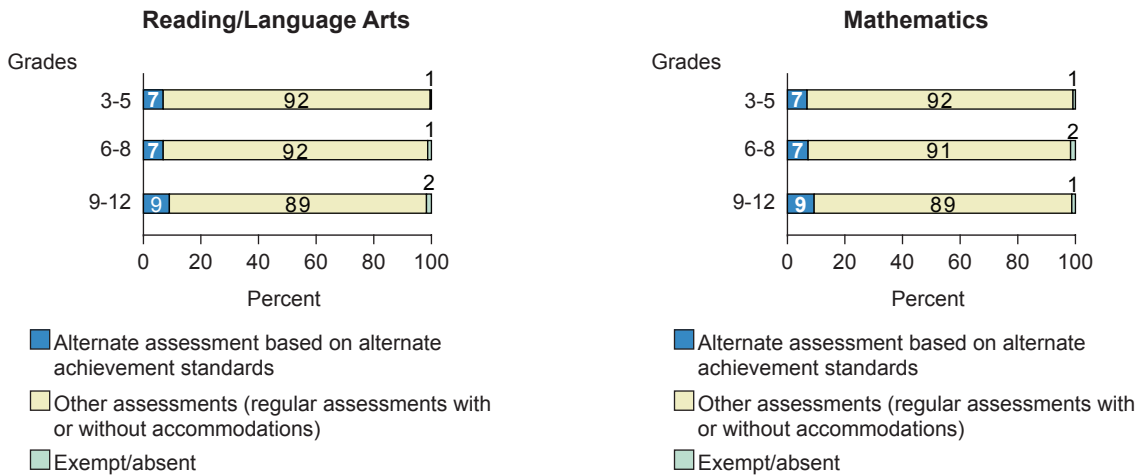 Reading/Language Arts
Grades
1
3-5 7 92
1
6-8 7 92
2
9-12 9 89
0 20 40 60 80 100
Percent
Alternate assessment based on alternate
achievement standards
Other assessments (regular assessments with
or without accommodations)
Exempt/absent
Mathematics
Grades
1
3-5 7 92
2
6-8 7 91
1
9-12 9 89
0 20 40 60 80 100
Percent
Alternate assessment based on alternate
achievement standards
Other assessments (regular assessments with
or without accommodations)
Exempt/absent